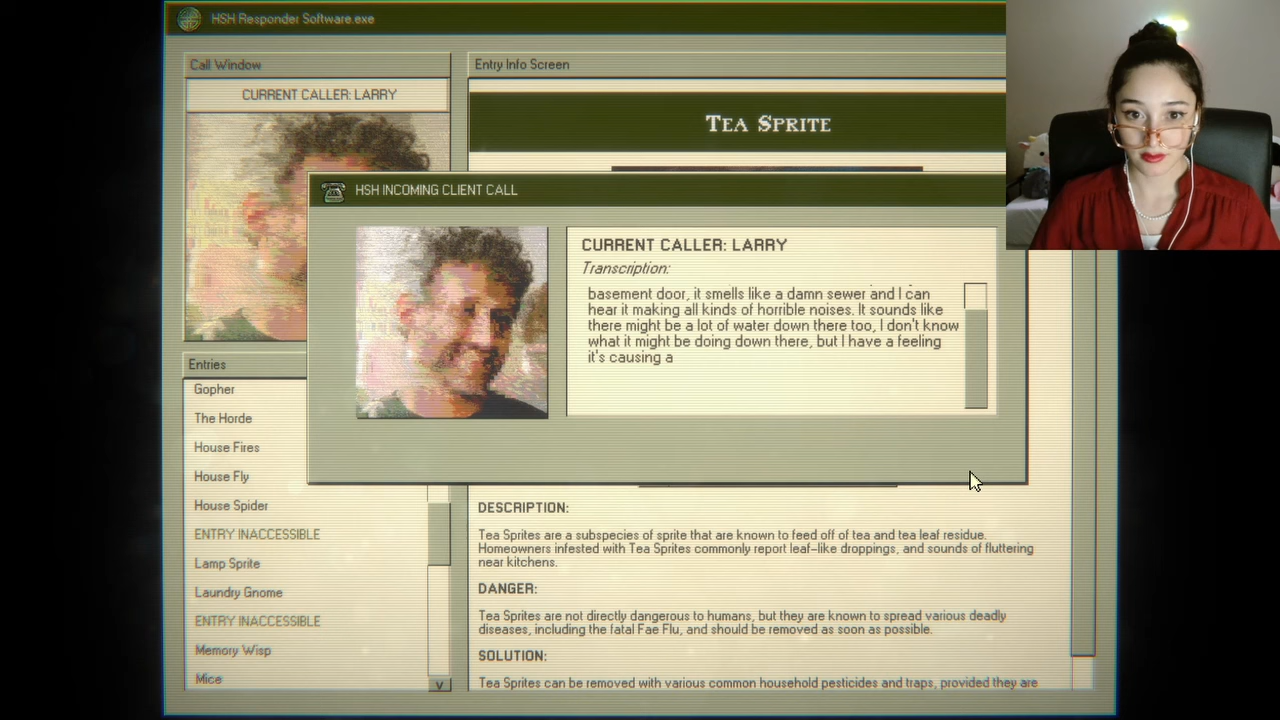 HSH Responder Software.exe
Call Window
CURRENT CALLER: LARRY
Entry Info Screen
TEA SPRITE
HSH INCOMING CLIENT CALL
CURRENT CALLER: LARRY
Transcription:
basement door, it smells like a damn sewer and I can
hear it making all kinds of horrible noises. It sounds like
there might be a lot of water down there too, I don't know
what it might be doing down there, but I have a feeling
it's causing a
Entries
Gopher
The Horde
House Fires
House Fly
House Spider
ENTRY INACCESSIBLE
Lamp Sprite
Laundry Gnome
ENTRY INACCESSIBLE
Memory Wisp
Mice
v
DESCRIPTION:
Tea Sprites are a subspecies of sprite that are known to feed off of tea and tea leaf residue.
Homeowners infested with Tea Sprites commonly report leaf-like droppings, and sounds of fluttering
near kitchens.
DANGER:
Tea Sprites are not directly dangerous to humans, but they are known to spread various deadly
diseases, including the fatal Fae Flu, and should be removed as soon as possible.
SOLUTION:
Tea Sprites can be removed with various common household pesticides and traps, provided they are